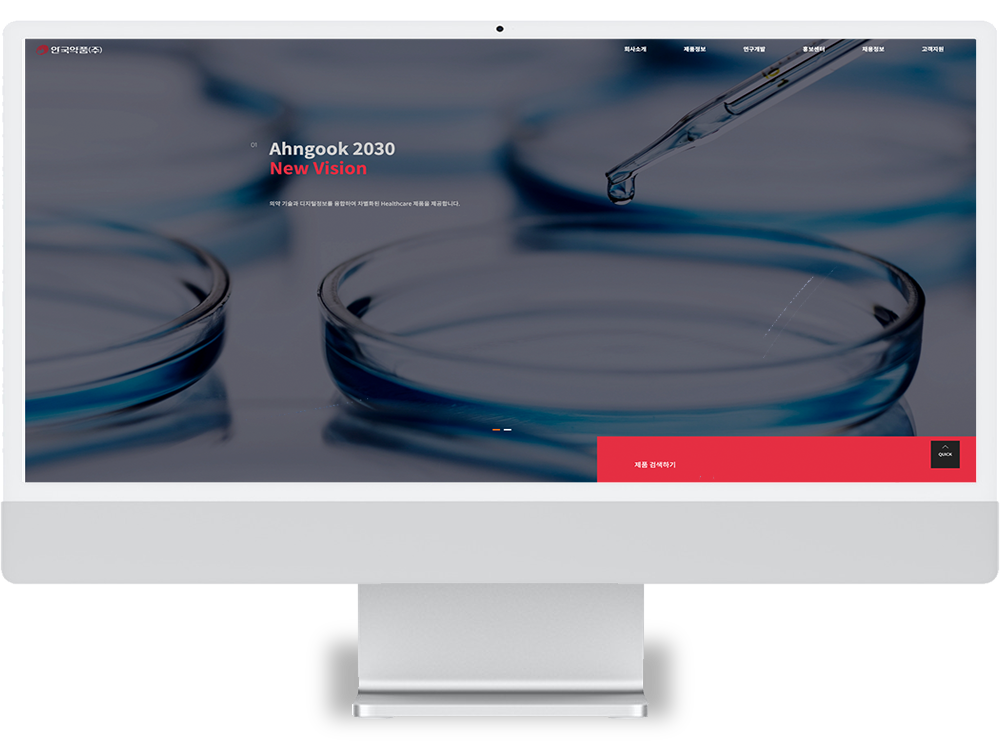 안국약품(주)
회사소개 제품정보 연구개발 홍보센터 채용정보 고객지원
01
Ahngook 2030
New Vision
의약 기술과 디지털정보를 융합하여 차별화된 Healthcare 제품을 제공합니다.
제품 검색하기
QUICK